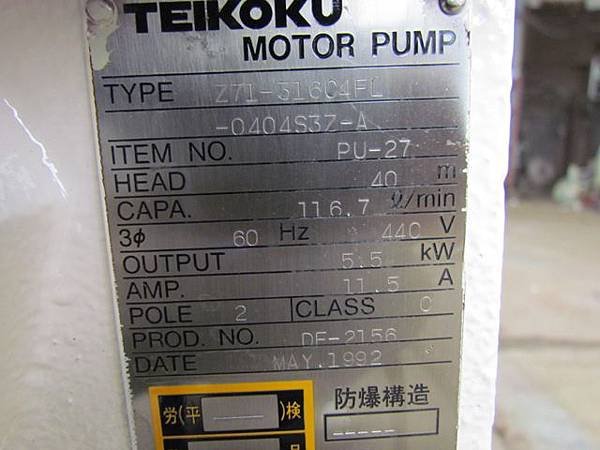 TEIKOKU
MOTOR PUMP
TYPE Z71-316C4FL
-0404S3Z-A
ITEM NO. PU-27
HEAD 40 m
CAPA. 116.7 ℓ/min
3φ 60 Hz 440 V
OUTPUT 5.5 kW
AMP. 11.5 A
POLE 2 CLASS C
PROD. NO. DE-2156
DATE MAY.1992
労(平 )検
防爆構造
-----